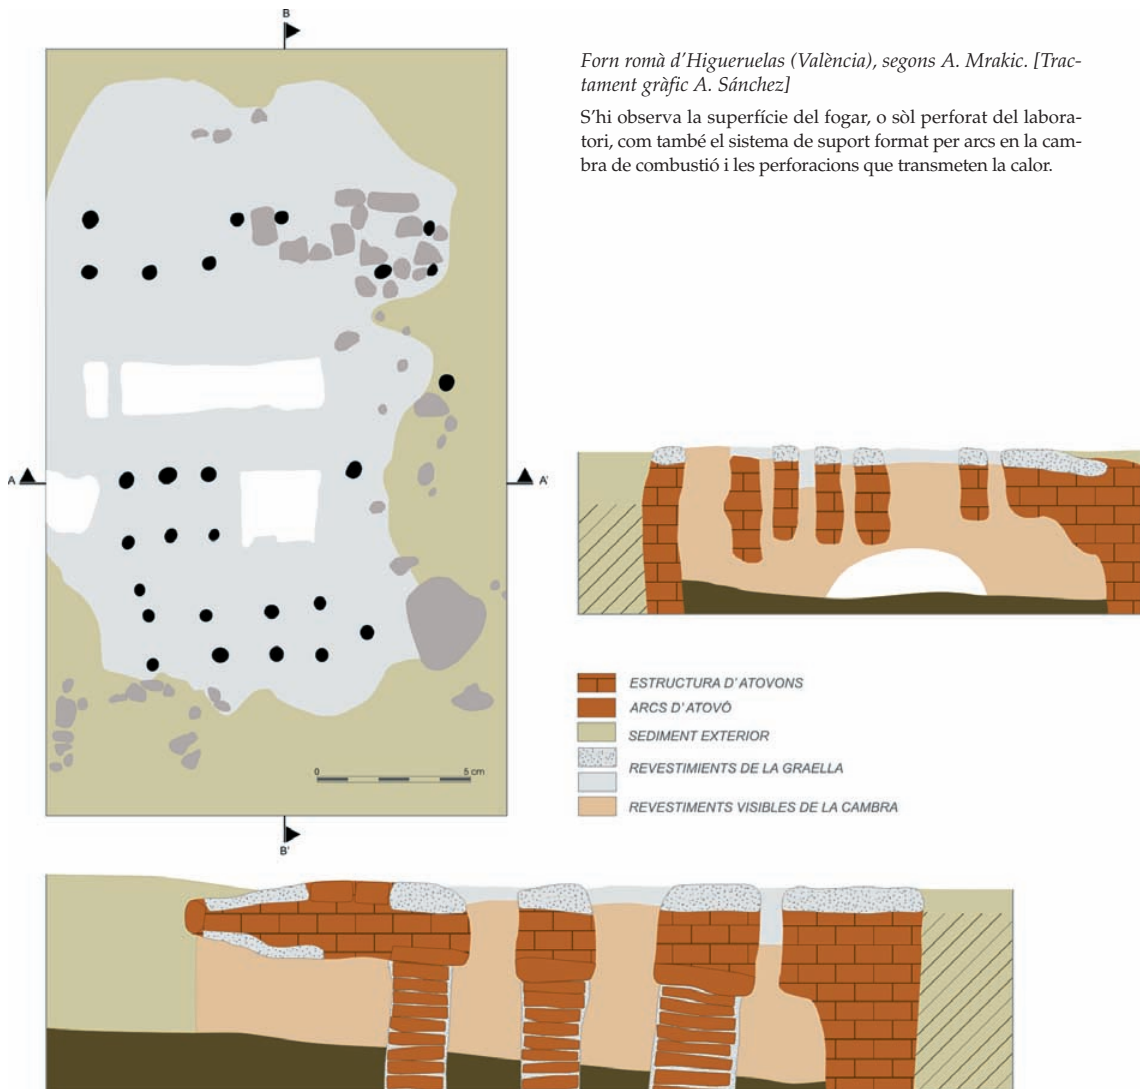 B
Forn romà d'Higueruelas (València), segons A. Mrakic. [Trac-
tament gràfic A. Sánchez]
S'hi observa la superfície del fogar, o sòl perforat del labora-
tori, com també el sistema de suport format per arcs en la cam-
bra de combustió i les perforacions que transmeten la calor.
A
A'
0 5 cm
B'
ESTRUCTURA D'ATOVONS
ARCS D'ATOVÓ
SEDIMENT EXTERIOR
REVESTIMIENTS DE LA GRAELLA
REVESTIMENTS VISIBLES DE LA CAMBRA